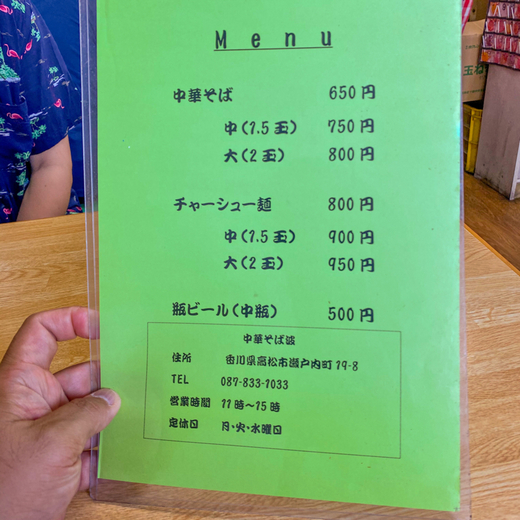 Menu
中華そば 650円
中(1.5玉) 750円
大(2玉) 800円
チャーシュー麺 800円
中(1.5玉) 900円
大(2玉) 950円
瓶ビール(中瓶) 500円
中華そば 
住所 香川県高松市瀬戸内町19-8
TEL 087-833-1033
営業時間 11時~15時
定休日 月・火・水曜日
玉ね